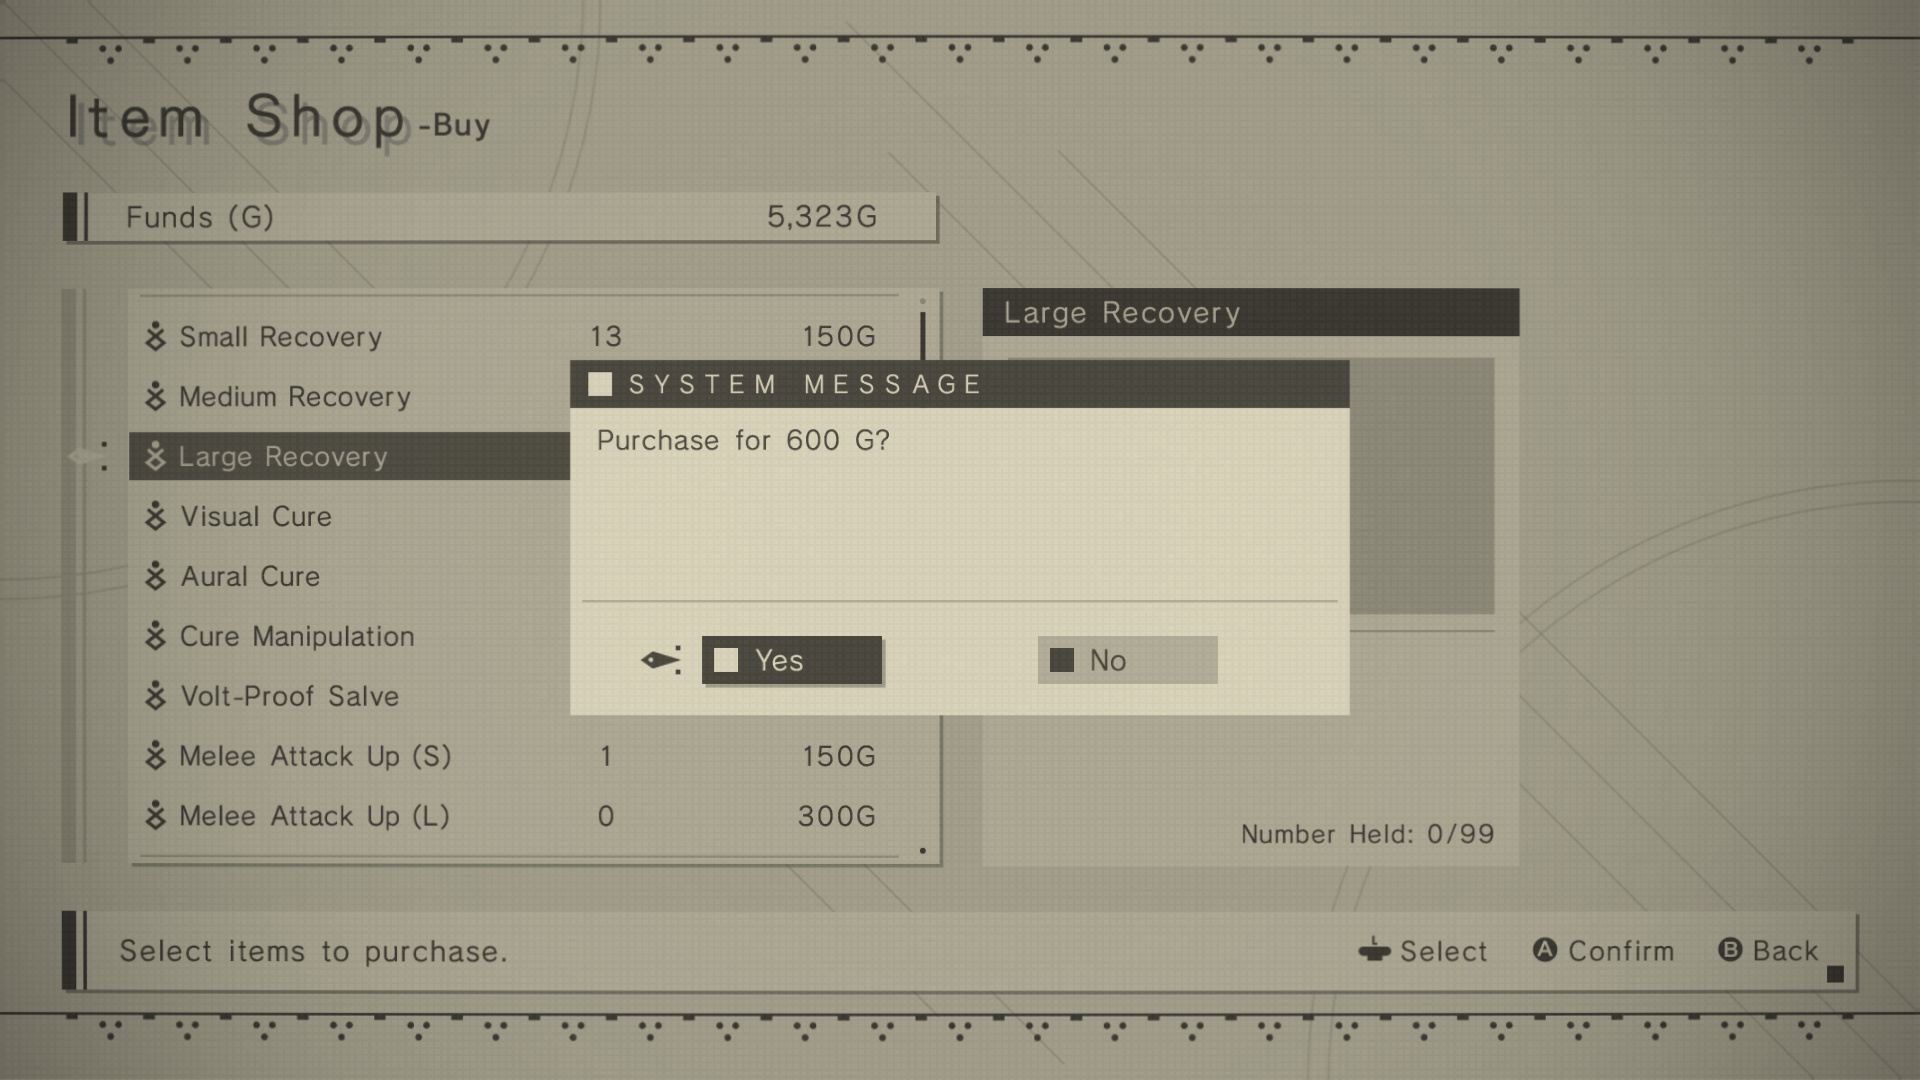 Item Shop -Buy
Funds (G) 5,323G
Small Recovery 13 150G
Medium Recovery
Large Recovery
Visual Cure
Aural Cure
Cure Manipulation
Volt-Proof Salve
Melee Attack Up (S) 1 150G
Melee Attack Up (L) 0 300G
Large Recovery
SYSTEM MESSAGE
Purchase for 600 G?
Yes No
Number Held: 0/99
Select items to purchase.
L Select A Confirm B Back